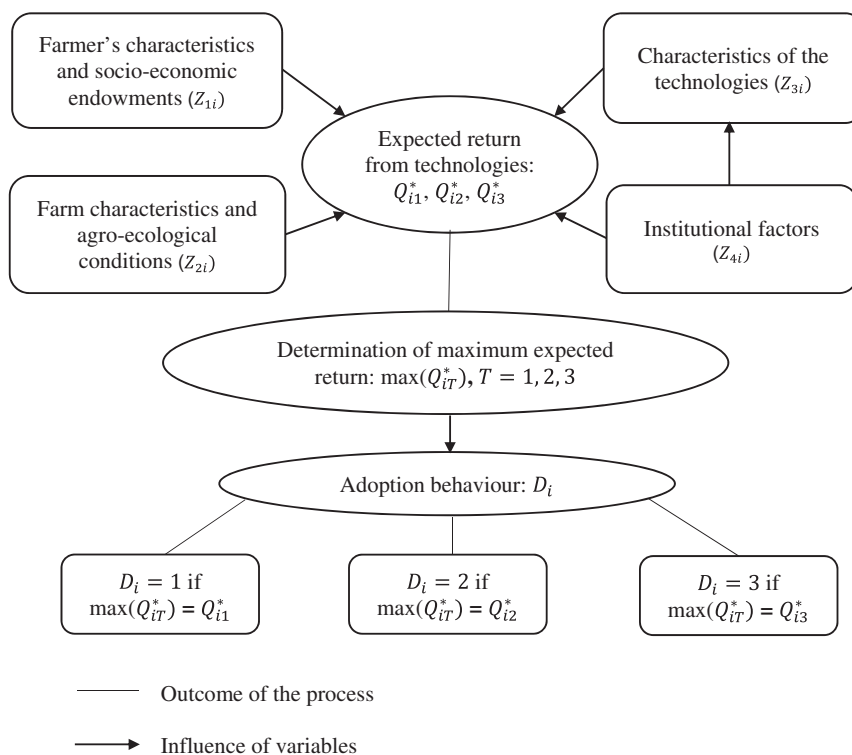 Farmer's characteristics
and socio-economic
endowments (Z₁ᵢ)
Characteristics of the
technologies (Z₃ᵢ)
Expected return
from technologies:
Q*ᵢ₁, Q*ᵢ₂, Q*ᵢ₃
Farm characteristics and
agro-ecological
conditions (Z₂ᵢ)
Institutional factors
(Z₄ᵢ)
Determination of maximum expected
return: max(Q*ᵢT), T = 1, 2, 3
Adoption behaviour: Dᵢ
Dᵢ = 1 if
max(Q*ᵢT) = Q*ᵢ₁
Dᵢ = 2 if
max(Q*ᵢT) = Q*ᵢ₂
Dᵢ = 3 if
max(Q*ᵢT) = Q*ᵢ₃
Outcome of the process
Influence of variables